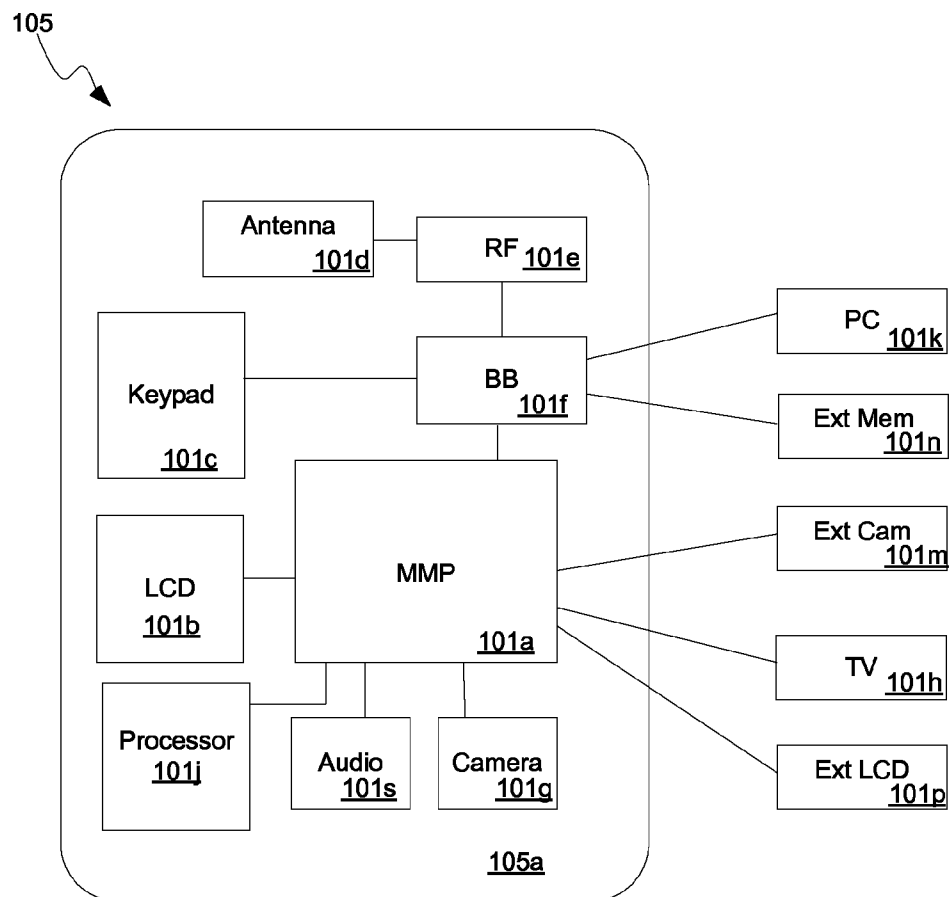 105
Antenna
101d
RF
101e
PC
101k
Keypad
101c
BB
101f
Ext Mem
101n
Ext Cam
101m
MMP
101a
LCD
101b
TV
101h
Processor
101j
Audio
101s
Camera
101g
Ext LCD
101p
105a